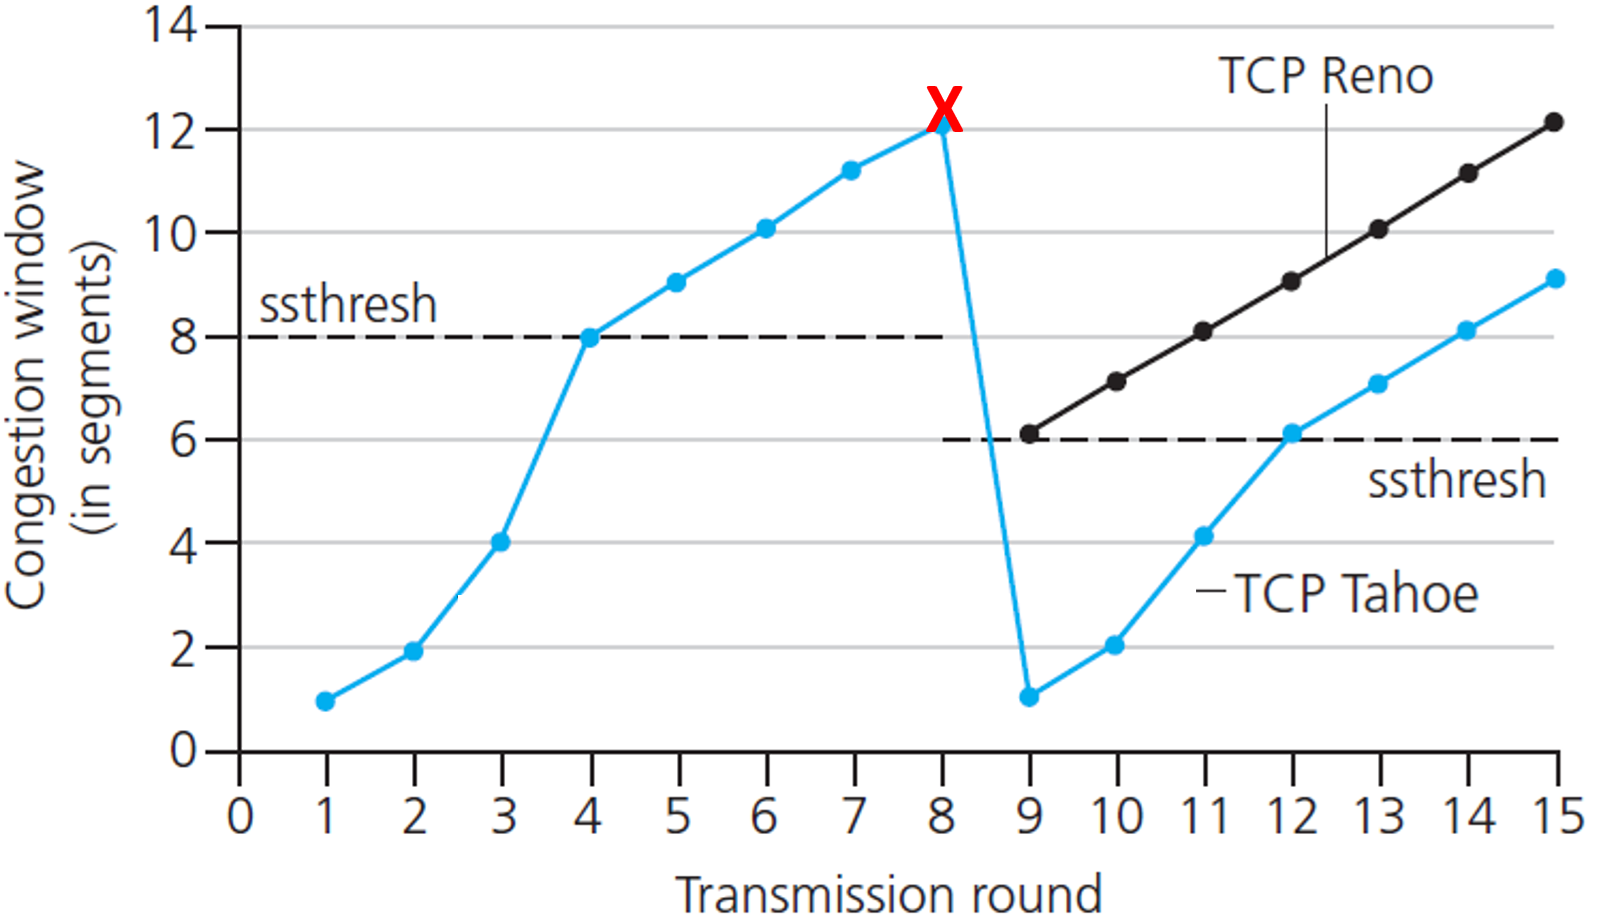 Congestion window
(in segments)
14
12
10
8
6
4
2
0
X
TCP Reno
ssthresh
ssthresh
TCP Tahoe
0 1 2 3 4 5 6 7 8 9 10 11 12 13 14 15
Transmission round